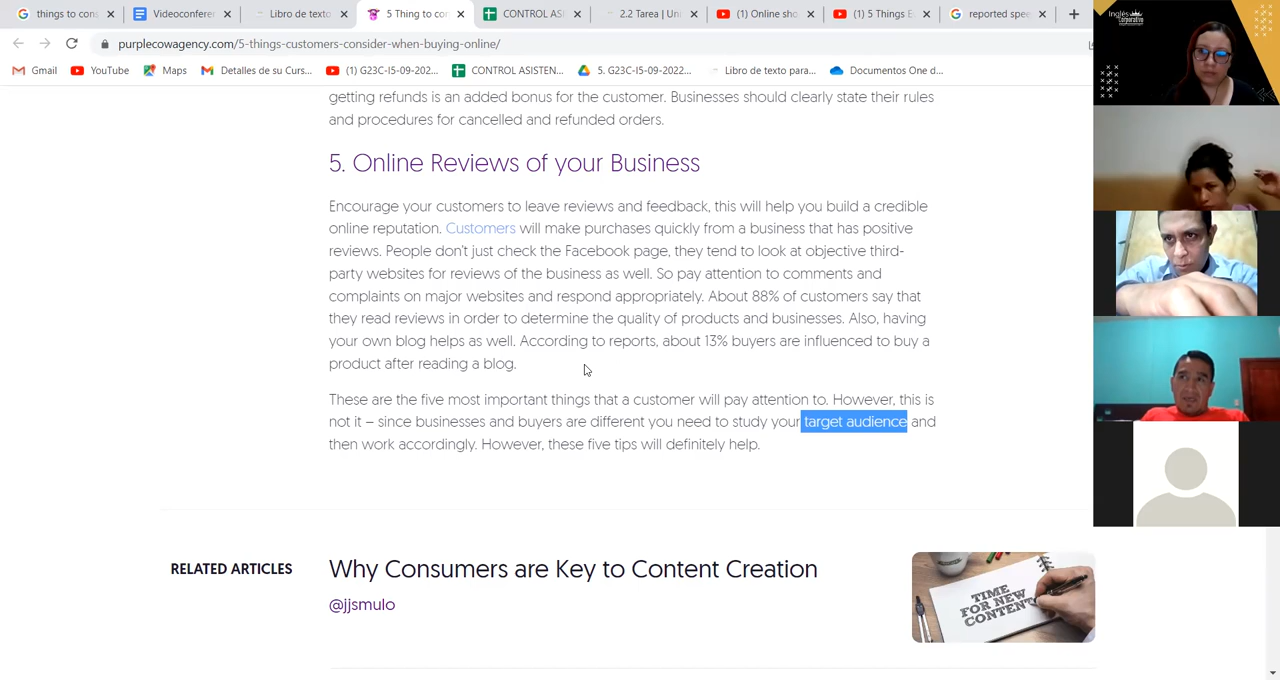 things to cons
Videoconferer
Libro de texto
5 Thing to con
CONTROL ASI
2.2 Tarea | Uni
(1) Online sho
(1) 5 Things E
reported spee
purplecowagency.com/5-things-customers-consider-when-buying-online/
Gmail
YouTube
Maps
Detalles de su Curs...
(1) G23C-I5-09-202...
CONTROL ASISTEN...
5. G23C-I5-09-2022...
Libro de texto para...
Documentos One d...
getting refunds is an added bonus for the customer. Businesses should clearly state their rules
and procedures for cancelled and refunded orders.
5. Online Reviews of your Business
Encourage your customers to leave reviews and feedback, this will help you build a credible
online reputation. Customers will make purchases quickly from a business that has positive
reviews. People don't just check the Facebook page, they tend to look at objective third-
party websites for reviews of the business as well. So pay attention to comments and
complaints on major websites and respond appropriately. About 88% of customers say that
they read reviews in order to determine the quality of products and businesses. Also, having
your own blog helps as well. According to reports, about 13% buyers are influenced to buy a
product after reading a blog.
These are the five most important things that a customer will pay attention to. However, this is
not it – since businesses and buyers are different you need to study your target audience and
then work accordingly. However, these five tips will definitely help.
RELATED ARTICLES
Why Consumers are Key to Content Creation
@jjsmulo
TIME
FOR NEW
CONTENT
Inglés
Corporativo